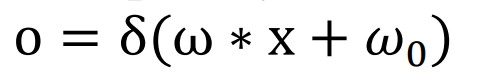 o = δ(ω ∗ x + ω₀)